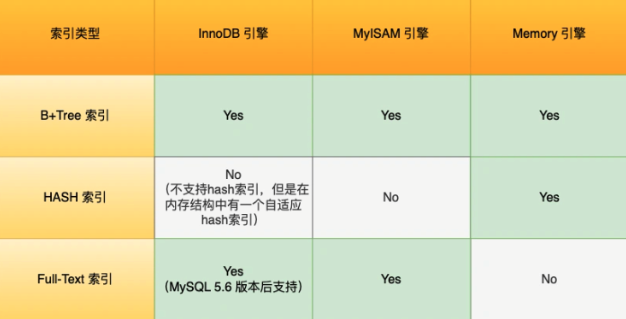 索引类型 InnoDB 引擎 MyISAM 引擎 Memory 引擎
B+Tree 索引 Yes Yes Yes
HASH 索引
No
（不支持hash索引，但是在
内存结构中有一个自适应
hash索引）
No
Yes
Full-Text 索引
Yes
（MySQL 5.6 版本后支持）
Yes
No